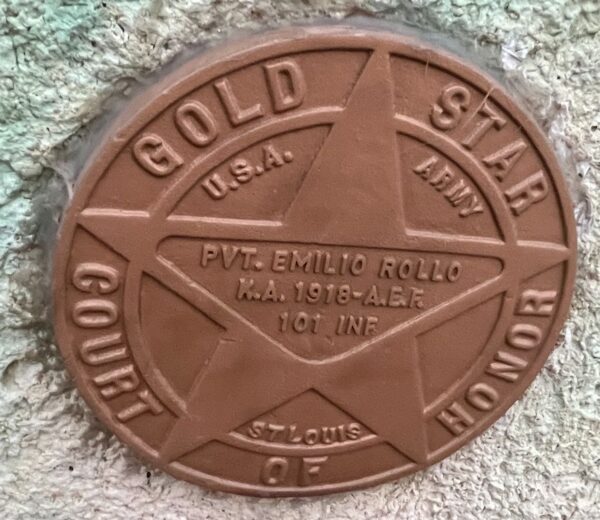 GOLD STAR
U.S.A. ARMY
PVT. EMILIO ROLLO
K.A. 1918-A.E.F.
101 INF.
ST LOUIS
COURT OF HONOR